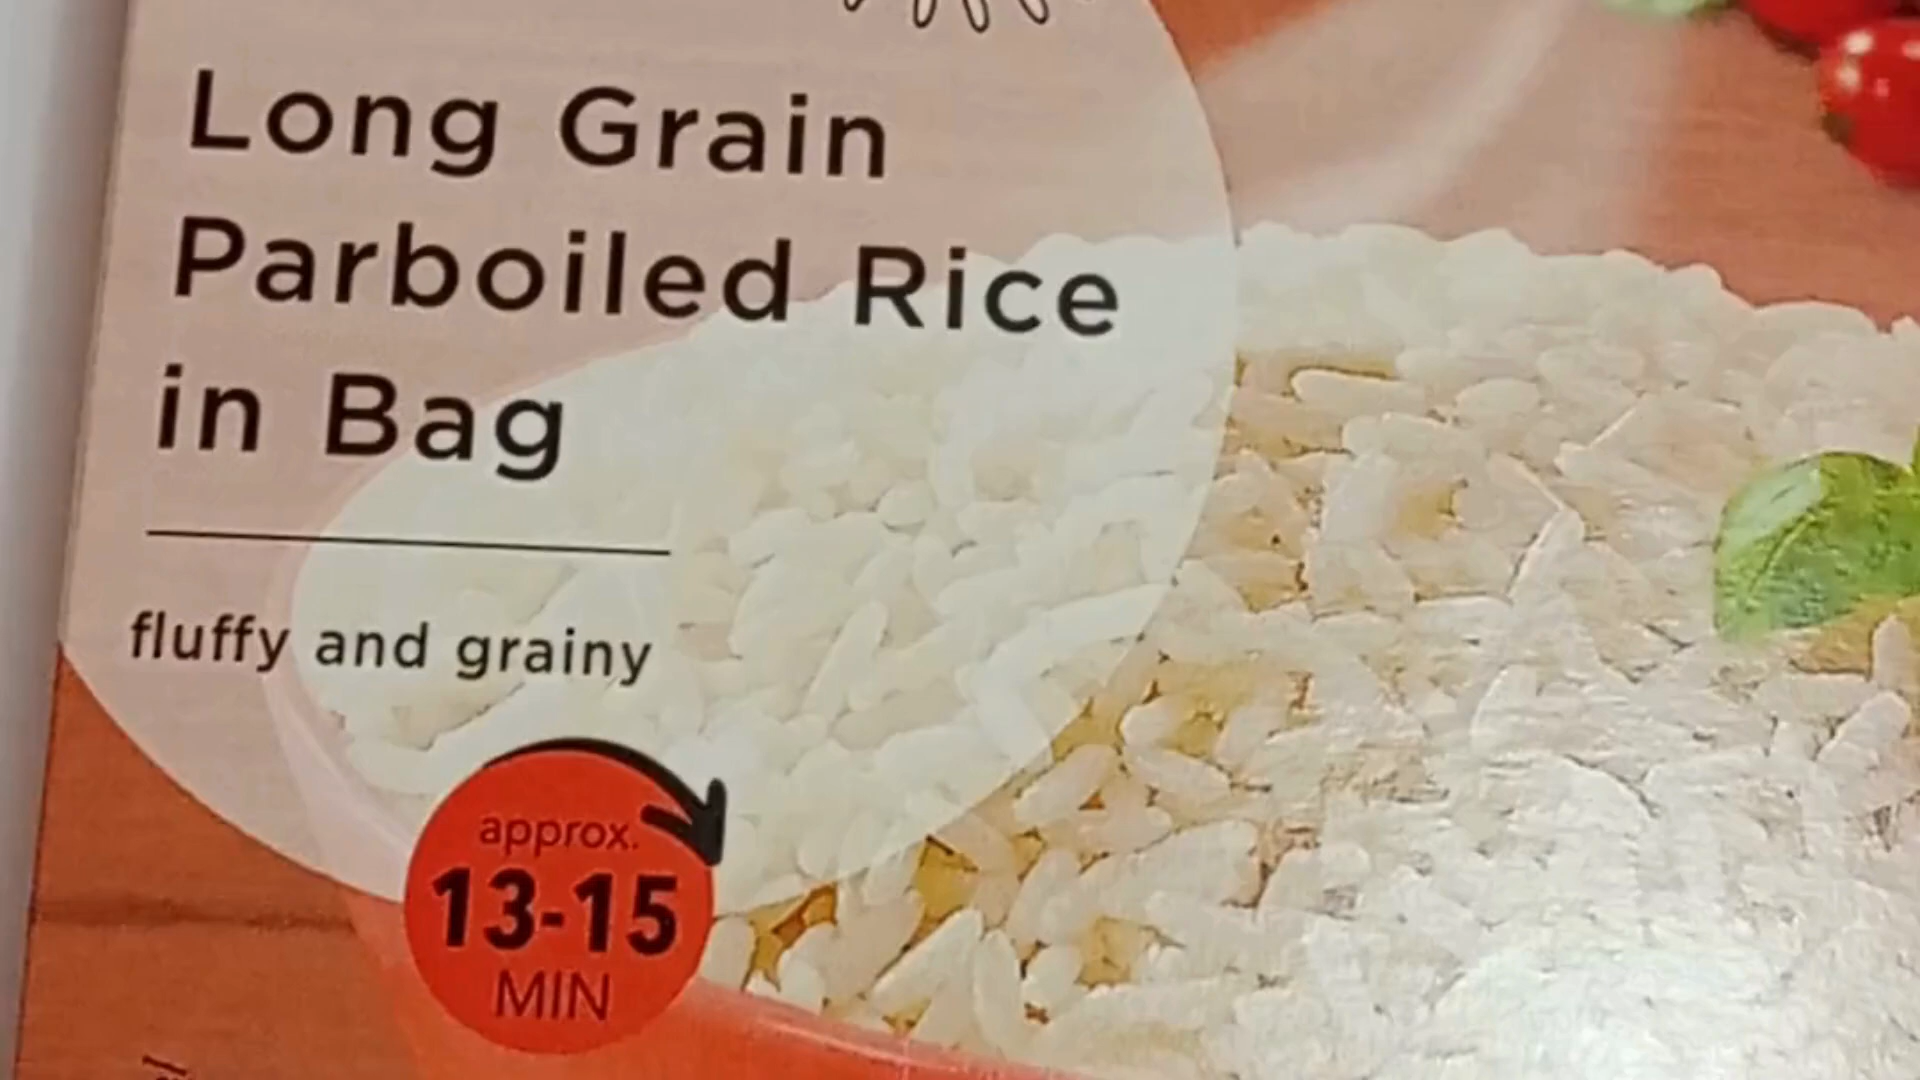 Long Grain
Parboiled Rice
in Bag
fluffy and grainy
approx.
13-15
MIN